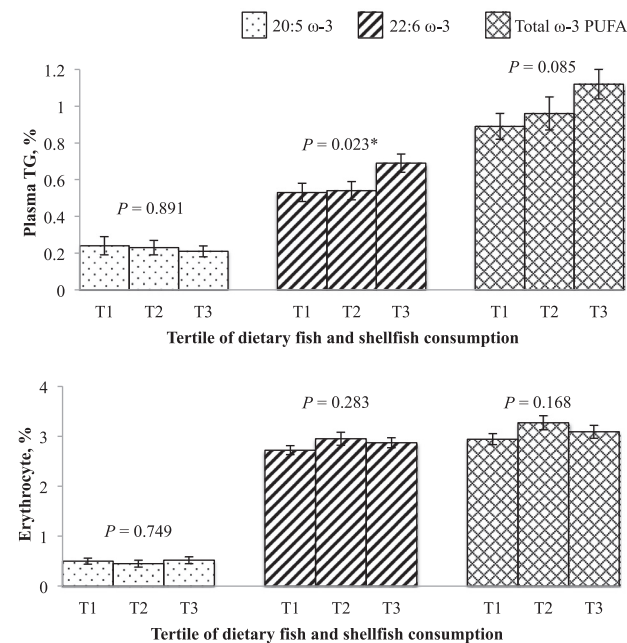 20:5 ω-3 22:6 ω-3 Total ω-3 PUFA
Plasma TG, %
1.2
1
0.8
0.6
0.4
0.2
0
P = 0.891
P = 0.023*
P = 0.085
T1 T2 T3 T1 T2 T3 T1 T2 T3
Tertile of dietary fish and shellfish consumption
Erythrocyte, %
4
3
2
1
0
P = 0.749
P = 0.283
P = 0.168
T1 T2 T3 T1 T2 T3 T1 T2 T3
Tertile of dietary fish and shellfish consumption